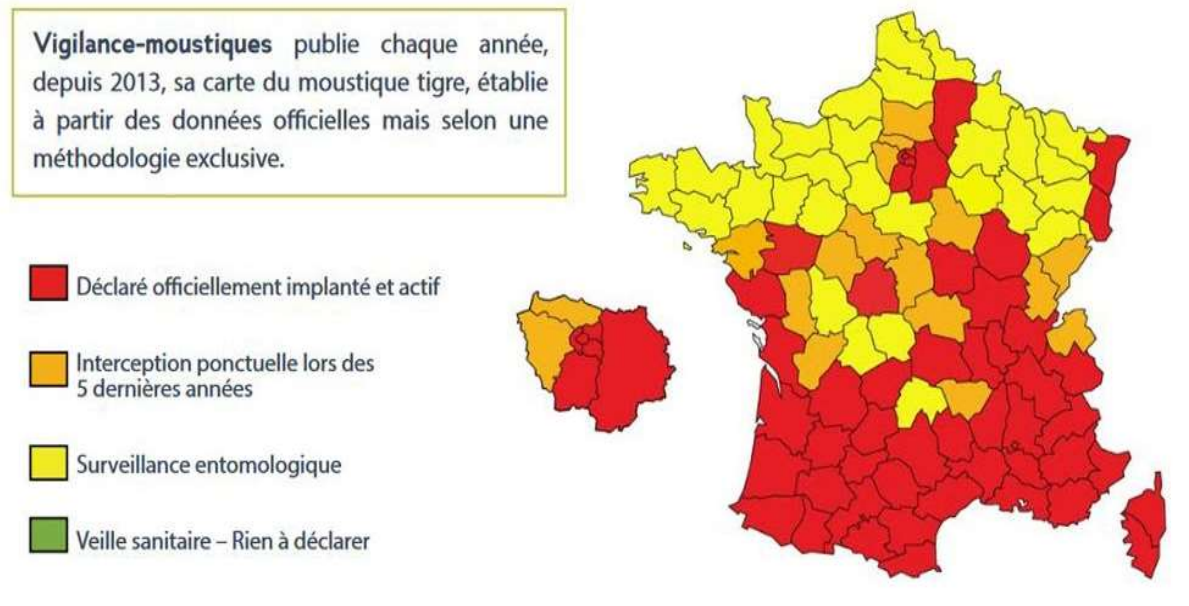 Vigilance-moustiques publie chaque année,
depuis 2013, sa carte du moustique tigre, établie
à partir des données officielles mais selon une
méthodologie exclusive.
Déclaré officiellement implanté et actif
Interception ponctuelle lors des
5 dernières années
Surveillance entomologique
Veille sanitaire – Rien à déclarer